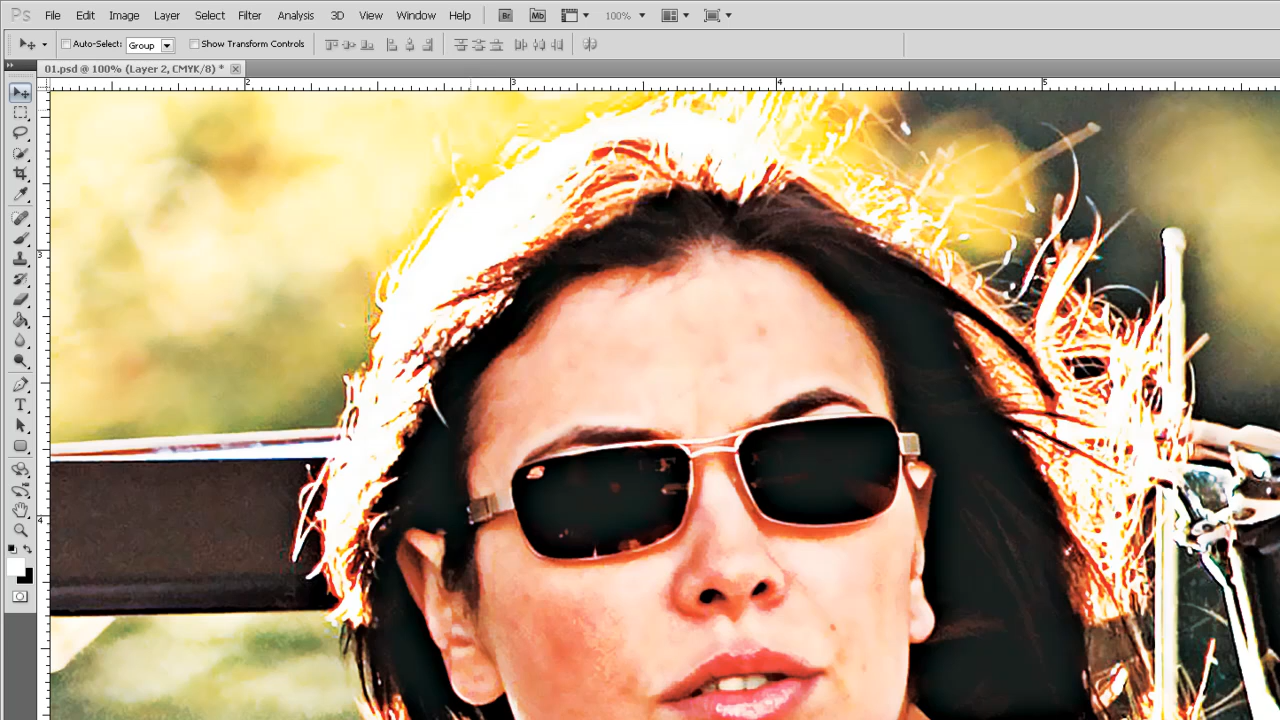 Ps File Edit Image Layer Select Filter Analysis 3D View Window Help Br Mb 100%
Auto-Select: Group Show Transform Controls
01.psd @ 100% (Layer 2, CMYK/8) *
2 3 4 5
3
4